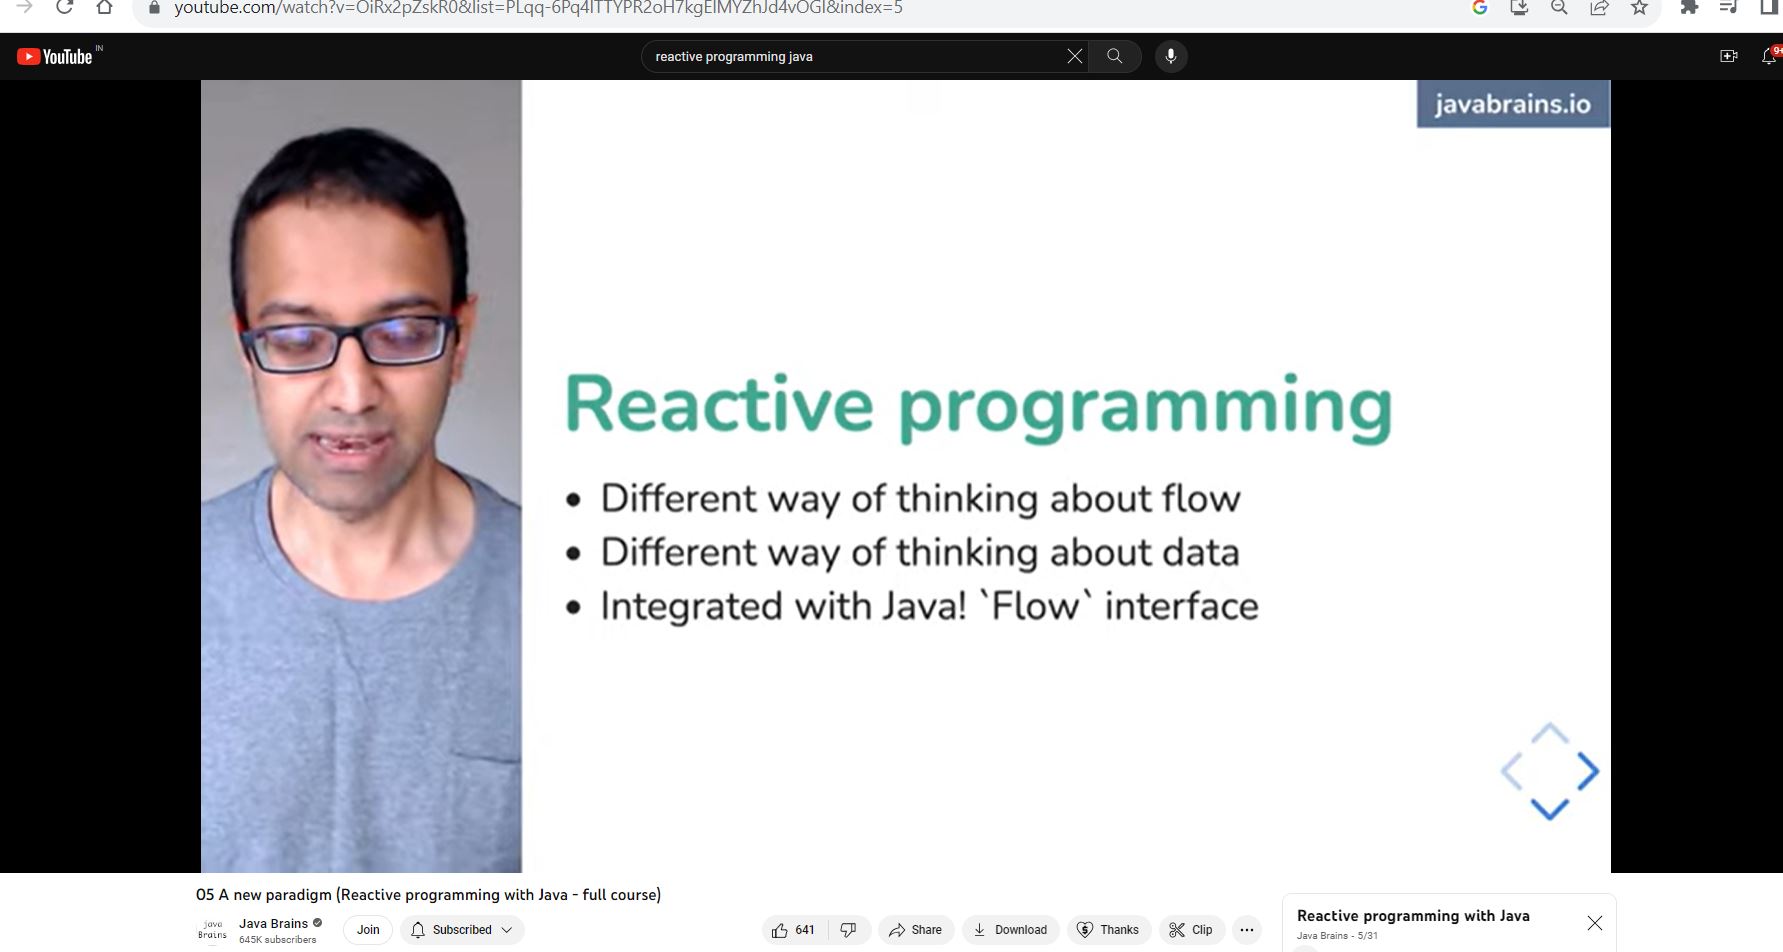 youtube.com/watch?v=OiRx2pZskR0&list=PLqq-6Pq4lTTYPR2oH7kgElMYZhJd4vOGI&index=5
YouTube IN
reactive programming java
9+
javabrains.io
Reactive programming
• Different way of thinking about flow
• Different way of thinking about data
• Integrated with Java! `Flow` interface
05 A new paradigm (Reactive programming with Java - full course)
java Brains
Java Brains
645K subscribers
Join
Subscribed
641
Share
Download
Thanks
Clip
Reactive programming with Java
Java Brains - 5/31